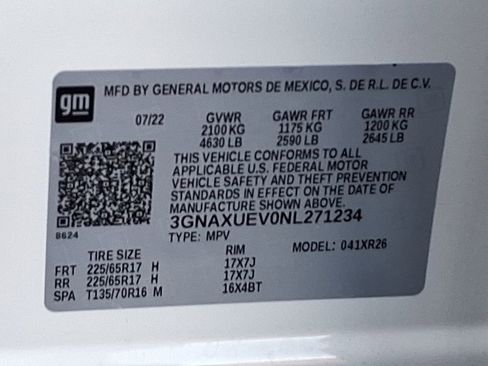 gm
MFD BY GENERAL MOTORS DE MEXICO, S. DE R.L. DE C.V.
07/22 GVWR GAWR FRT GAWR RR
2100 KG 1175 KG 1200 KG
4630 LB 2590 LB 2645 LB
THIS VEHICLE CONFORMS TO ALL
APPLICABLE U.S. FEDERAL MOTOR
VEHICLE SAFETY AND THEFT PREVENTION
STANDARDS IN EFFECT ON THE DATE OF
MANUFACTURE SHOWN ABOVE.
3GNAXUEV0NL271234
8624
TYPE: MPV MODEL: 041XR26
TIRE SIZE RIM
FRT 225/65R17 H 17X7J
RR 225/65R17 H 17X7J
SPA T135/70R16 M 16X4BT